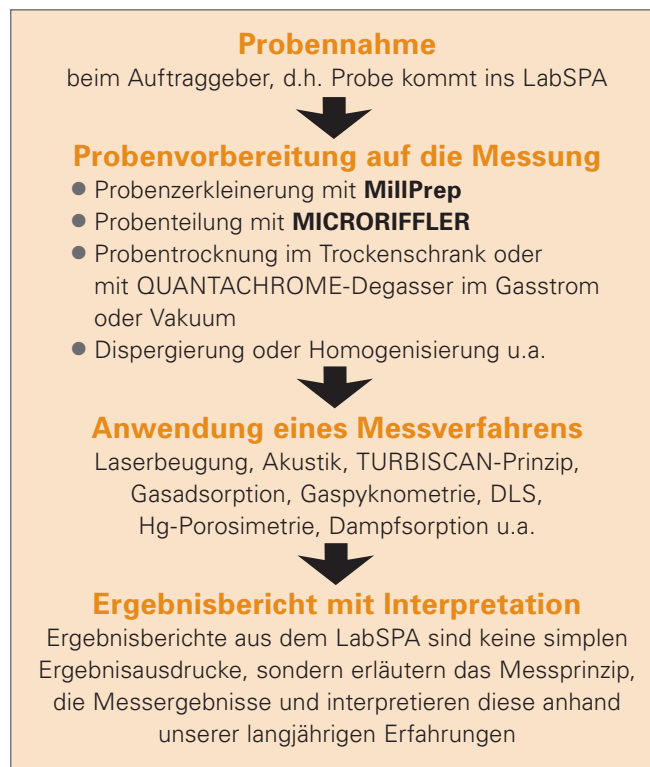 Probennahme
beim Auftraggeber, d.h. Probe kommt ins LabSPA
Probenvorbereitung auf die Messung
● Probenzerkleinerung mit MillPrep
● Probenteilung mit MICRORIFFLER
● Probentrocknung im Trockenschrank oder
mit QUANTACHROME-Degasser im Gasstrom
oder Vakuum
● Dispergierung oder Homogenisierung u.a.
Anwendung eines Messverfahrens
Laserbeugung, Akustik, TURBISCAN-Prinzip,
Gasadsorption, Gaspyknometrie, DLS,
Hg-Porosimetrie, Dampfsorption u.a.
Ergebnisbericht mit Interpretation
Ergebnisberichte aus dem LabSPA sind keine simplen
Ergebnisausdrucke, sondern erläutern das Messprinzip,
die Messergebnisse und interpretieren diese anhand
unserer langjährigen Erfahrungen